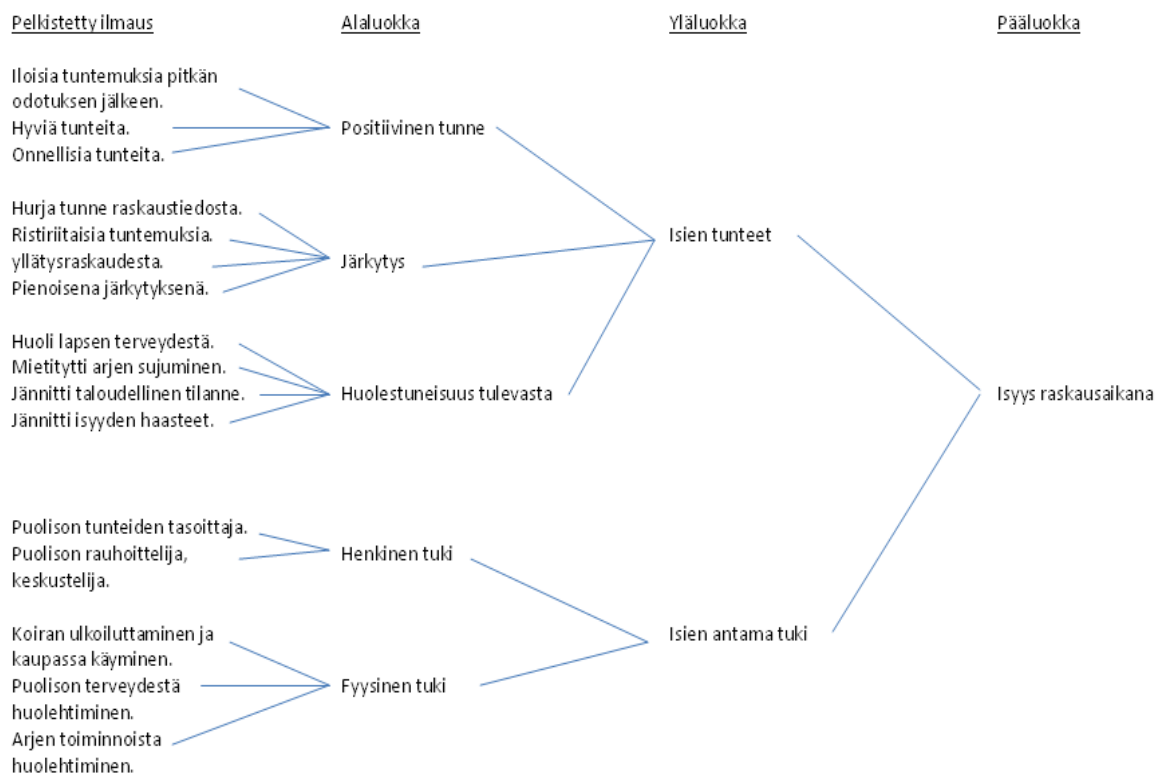 Pelkistetty ilmaus
Alaluokka
Yläluokka
Pääluokka
Iloisia tuntemuksia pitkän
odotuksen jälkeen.
Hyviä tunteita.
Onnellisia tunteita.
Positiivinen tunne
Hurja tunne raskaustiedosta.
Ristiriitaisia tuntemuksia.
yllätysraskaudesta.
Pienoisena järkytyksenä.
Järkytys
Isien tunteet
Huoli lapsen terveydestä.
Mietitytti arjen sujuminen.
Jännitti taloudellinen tilanne.
Jännitti isyyden haasteet.
Huolestuneisuus tulevasta
Isyys raskausaikana
Puolison tunteiden tasoittaja.
Puolison rauhoittelija,
keskustelija.
Henkinen tuki
Koiran ulkoiluttaminen ja
kaupassa käyminen.
Puolison terveydestä
huolehtiminen.
Arjen toiminnoista
huolehtiminen.
Fyysinen tuki
Isien antama tuki